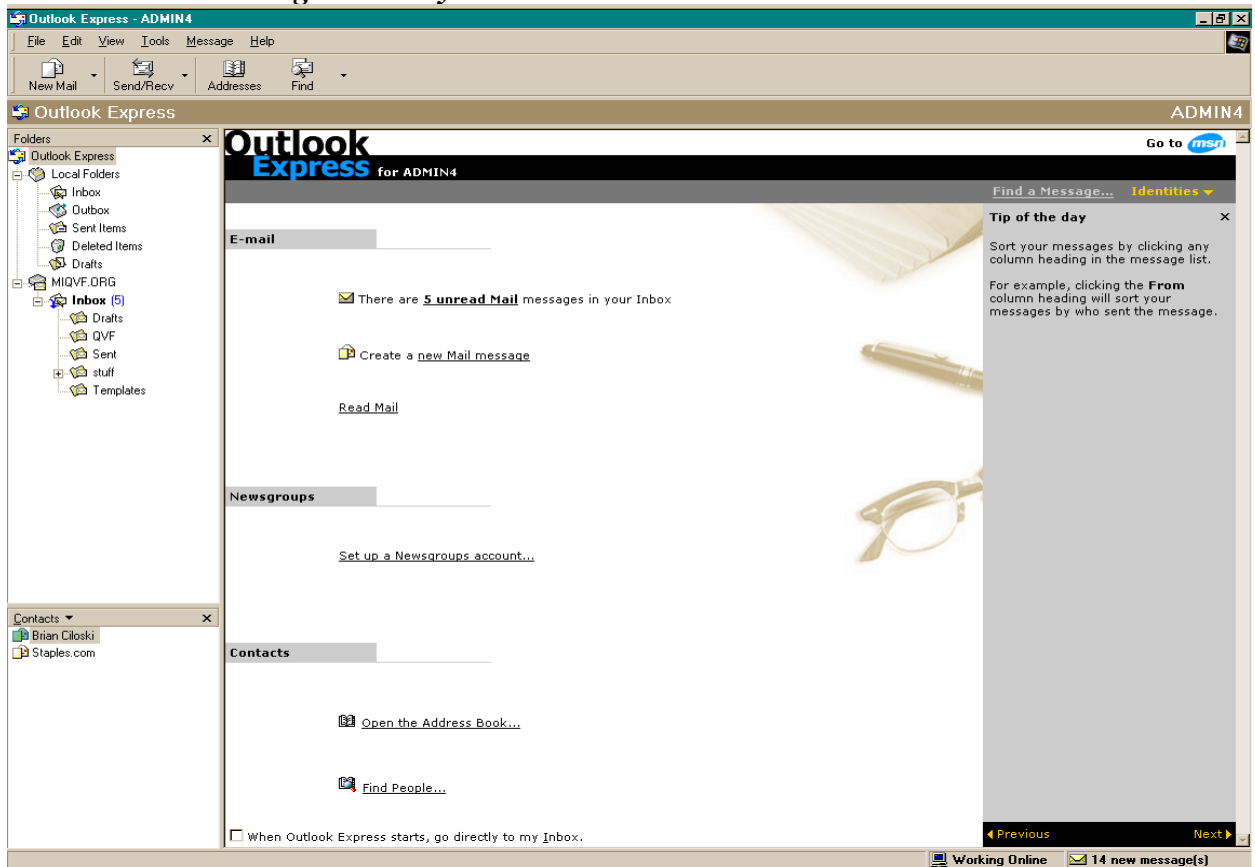 Outlook Express - ADMIN4
File Edit View Tools Message Help
New Mail Send/Recv Addresses Find
Outlook Express ADMIN4
Folders
Outlook Express
Local Folders
Inbox
Outbox
Sent Items
Deleted Items
Drafts
MIQVF.ORG
Inbox (5)
Drafts
QVF
Sent
stuff
Templates
Contacts
Brian Ciloski
Staples.com
Outlook
Express for ADMIN4
Go to msn
Find a Message... Identities
E-mail
There are 5 unread Mail messages in your Inbox
Create a new Mail message
Read Mail
Newsgroups
Set up a Newsgroups account...
Contacts
Open the Address Book...
Find People...
When Outlook Express starts, go directly to my Inbox.
Tip of the day
Sort your messages by clicking any
column heading in the message list.
For example, clicking the From
column heading will sort your
messages by who sent the message.
Previous Next
Working Online 14 new message(s)